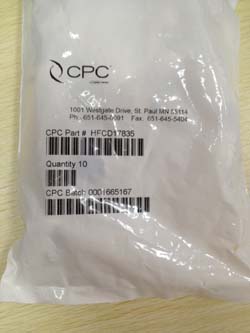 CPC
1001 Westgate Drive, St. Paul MN 55114
Ph: 651-645-0091 Fax: 651-645-5404
CPC Part # HFCD17835
Quantity 10
CPC Batch 0001665167